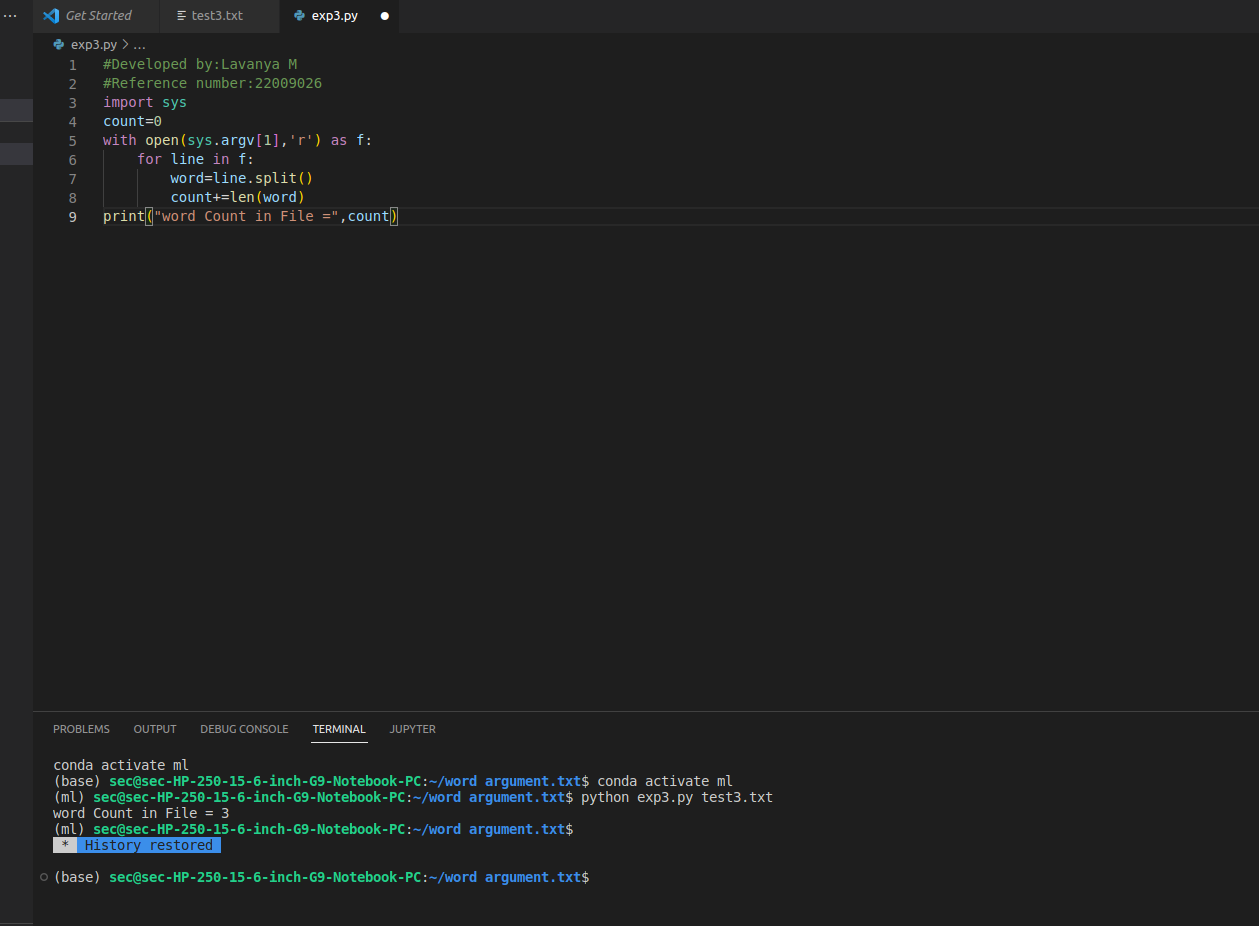 ... Get Started test3.txt exp3.py
exp3.py > ...
1 #Developed by:Lavanya M
2 #Reference number:22009026
3 import sys
4 count=0
5 with open(sys.argv[1],'r') as f:
6 for line in f:
7 word=line.split()
8 count+=len(word)
9 print("word Count in File =",count)
PROBLEMS OUTPUT DEBUG CONSOLE TERMINAL JUPYTER
conda activate ml
(base) sec@sec-HP-250-15-6-inch-G9-Notebook-PC:~/word argument.txt$ conda activate ml
(ml) sec@sec-HP-250-15-6-inch-G9-Notebook-PC:~/word argument.txt$ python exp3.py test3.txt
word Count in File = 3
(ml) sec@sec-HP-250-15-6-inch-G9-Notebook-PC:~/word argument.txt$
* History restored
(base) sec@sec-HP-250-15-6-inch-G9-Notebook-PC:~/word argument.txt$